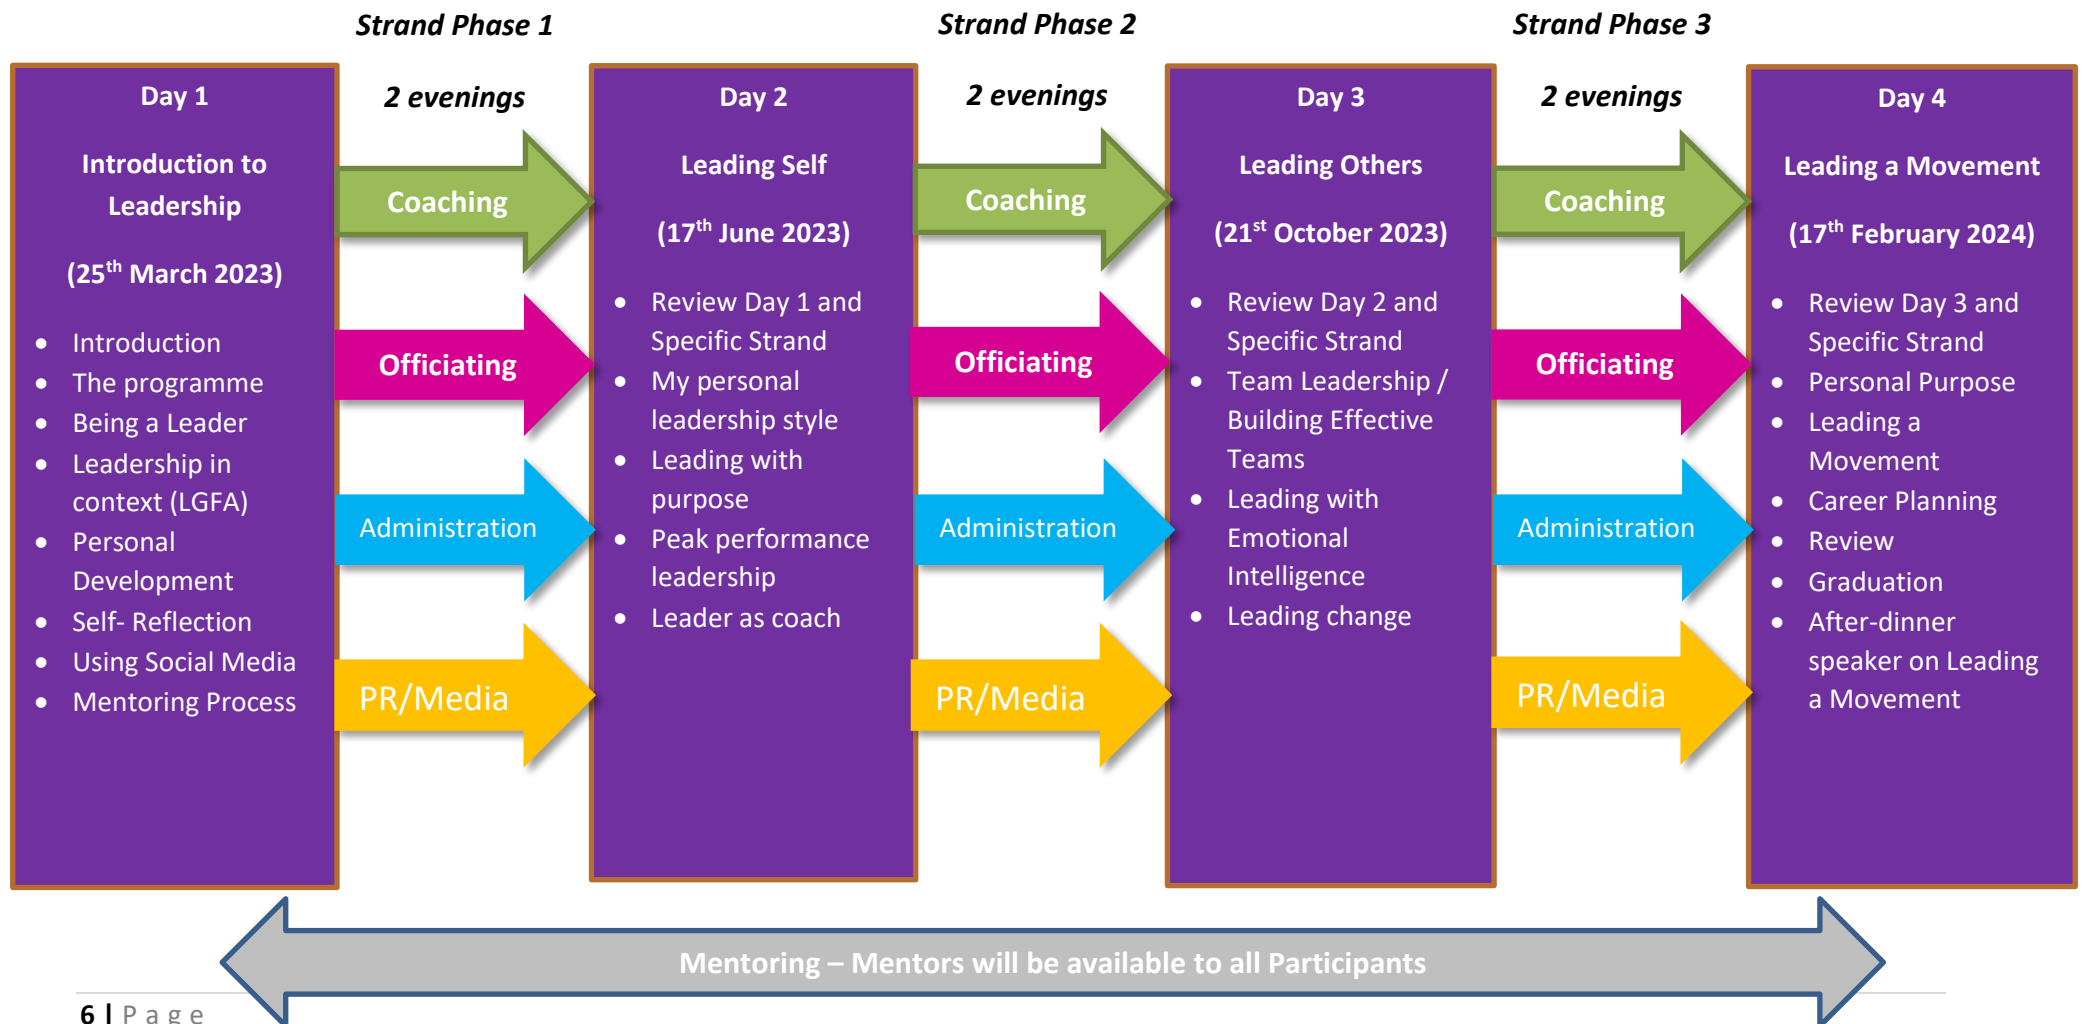 Strand Phase 1
Strand Phase 2
Strand Phase 3
Day 1
Introduction to
Leadership
(25th March 2023)
• Introduction
• The programme
• Being a Leader
• Leadership in
context (LGFA)
• Personal
Development
• Self- Reflection
• Using Social Media
• Mentoring Process
2 evenings
Coaching
Officiating
Administration
PR/Media
Day 2
Leading Self
(17th June 2023)
• Review Day 1 and
Specific Strand
• My personal
leadership style
• Leading with
purpose
• Peak performance
leadership
• Leader as coach
2 evenings
Coaching
Officiating
Administration
PR/Media
Day 3
Leading Others
(21st October 2023)
• Review Day 2 and
Specific Strand
• Team Leadership /
Building Effective
Teams
• Leading with
Emotional
Intelligence
• Leading change
2 evenings
Coaching
Officiating
Administration
PR/Media
Day 4
Leading a Movement
(17th February 2024)
• Review Day 3 and
Specific Strand
• Personal Purpose
• Leading a
Movement
• Career Planning
• Review
• Graduation
• After-dinner
speaker on Leading
a Movement
Mentoring – Mentors will be available to all Participants
6 | Page